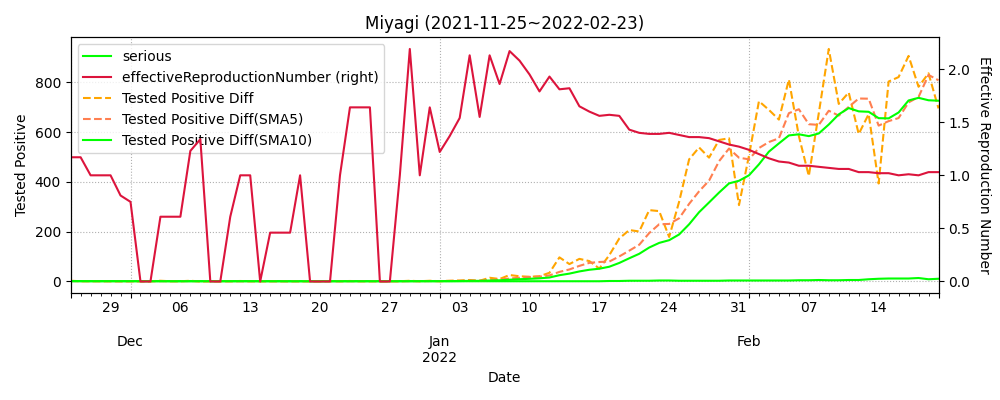 Miyagi (2021-11-25~2022-02-23)
serious
effectiveReproductionNumber (right)
Tested Positive Diff
Tested Positive Diff(SMA5)
Tested Positive Diff(SMA10)
Tested Positive
800
600
400
200
0
2.0
1.5
1.0
0.5
0.0
Effective Reproduction Number
29 06 13 20 27 03 10 17 24 31 07 14
Dec Jan Feb
2022
Date